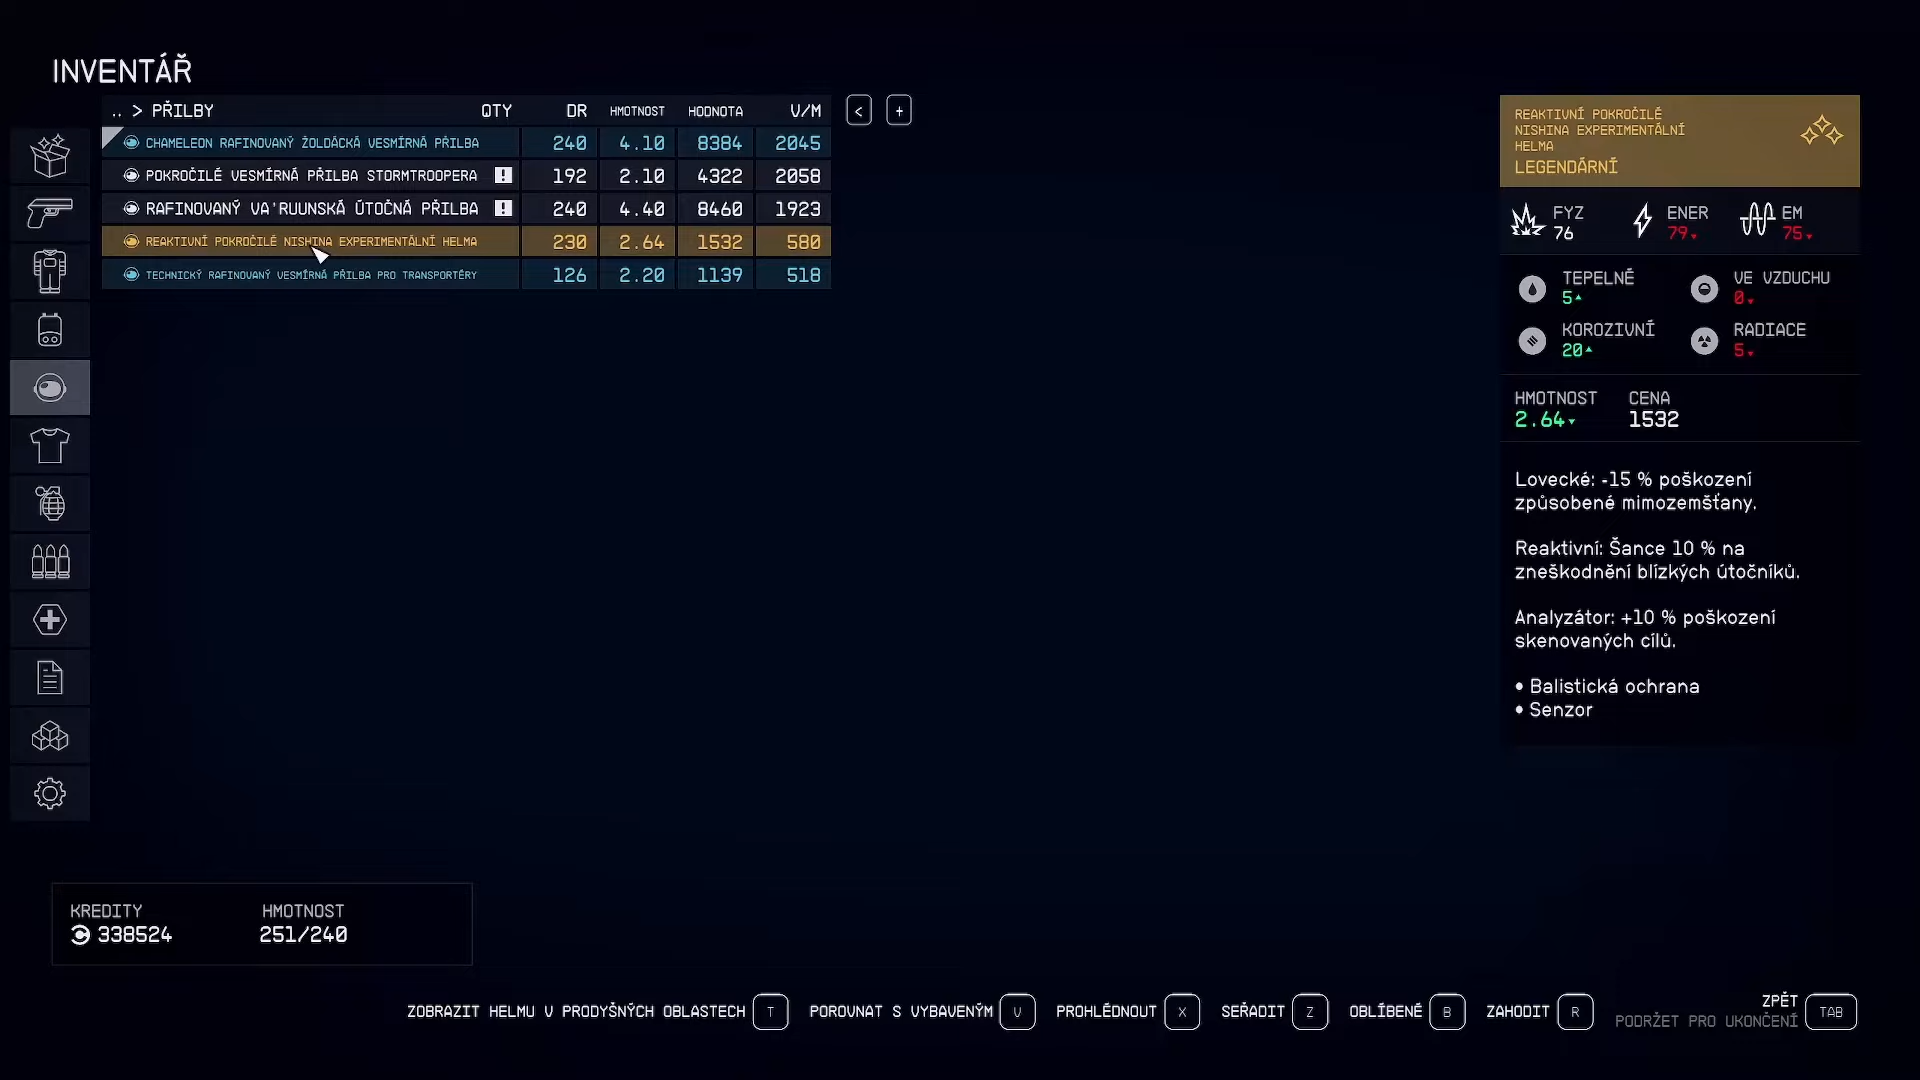 INVENTÁŘ
.. > PŘILBY QTY DR HMOTNOST HODNOTA V/M < +
CHAMELEON RAFINOVANÝ ŽOLDÁCKÁ VESMÍRNÁ PŘILBA 240 4.10 8384 2045
POKROČILÉ VESMÍRNÁ PŘILBA STORMTROOPERA ! 192 2.10 4322 2058
RAFINOVANÝ VA'RUUNSKÁ ÚTOČNÁ PŘILBA ! 240 4.40 8460 1923
REAKTIVNÍ POKROČILÉ NISHINA EXPERIMENTÁLNÍ HELMA 230 2.64 1532 580
TECHNICKÝ RAFINOVANÝ VESMÍRNÁ PŘILBA PRO TRANSPORTÉRY 126 2.20 1139 518
REAKTIVNÍ POKROČILÉ
NISHINA EXPERIMENTÁLNÍ
HELMA
LEGENDÁRNÍ
FYZ ENER EM
76 79 75
TEPELNÉ VE VZDUCHU
5 0
KOROZIVNÍ RADIACE
20 5
HMOTNOST CENA
2.64 1532
Lovecké: -15 % poškození
způsobené mimozemšťany.
Reaktivní: Šance 10 % na
zneškodnění blízkých útočníků.
Analyzátor: +10 % poškození
skenovaných cílů.
• Balistická ochrana
• Senzor
KREDITY HMOTNOST
338524 251/240
ZOBRAZIT HELMU V PRODYŠNÝCH OBLASTECH T POROVNAT S VYBAVENÝM V PROHLÉDNOUT X SEŘADIT Z OBLÍBENÉ B ZAHODIT R ZPĚT TAB
PODRŽET PRO UKONČENÍ